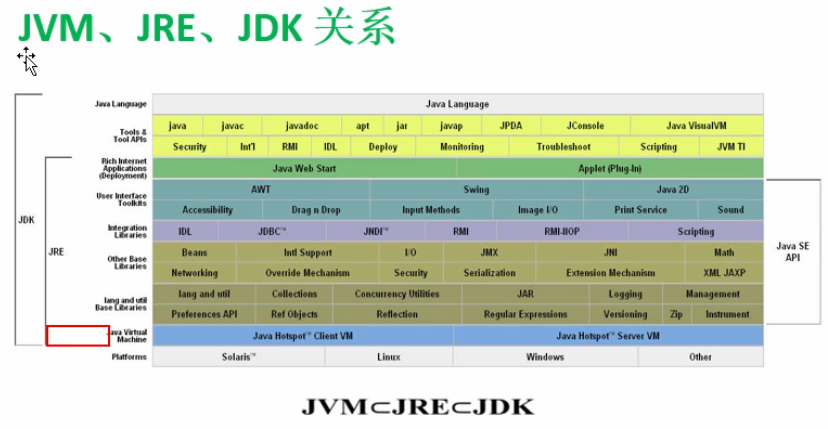 JVM、JRE、JDK 关系
Java Language
Java Language
Tools &
Tool APIs
java javac javadoc apt jar javap JPDA JConsole Java VisualVM
Security Int'l RMI IDL Deploy Monitoring Troubleshoot Scripting JVM TI
Rich Internet
Applications
(Deployment)
Java Web Start Applet (Plug-In)
User Interface
Toolkits
AWT Swing Java 2D
Accessibility Drag n Drop Input Methods Image I/O Print Service Sound
Integration
Libraries
IDL JDBC™ JNDI™ RMI RMI-IIOP Scripting
JDK
JRE
Other Base
Libraries
Beans Intl Support I/O JMX JNI Math
Networking Override Mechanism Security Serialization Extension Mechanism XML JAXP
Java SE
API
lang and util
Base Libraries
lang and util Collections Concurrency Utilities JAR Logging Management
Preferences API Ref Objects Reflection Regular Expressions Versioning Zip Instrument
Java Virtual
Machine
Java Hotspot™ Client VM Java Hotspot™ Server VM
Platforms
Solaris™ Linux Windows Other
JVM⊂JRE⊂JDK